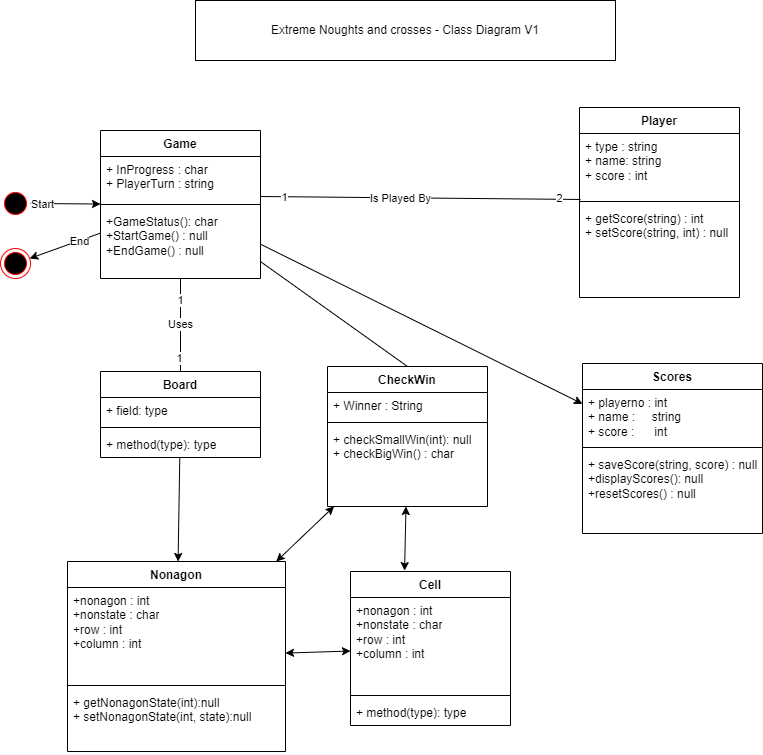 Extreme Noughts and crosses - Class Diagram V1
Game
+ InProgress : char
+ PlayerTurn : string
+GameStatus(): char
+StartGame() : null
+EndGame() : null
Start
End
1
Is Played By
2
Player
+ type : string
+ name: string
+ score : int
+ getScore(string) : int
+ setScore(string, int) : null
1
Uses
1
Board
+ field: type
+ method(type): type
CheckWin
+ Winner : String
+ checkSmallWin(int): null
+ checkBigWin() : char
Scores
+ playerno : int
+ name : string
+ score : int
+ saveScore(string, score) : null
+displayScores(): null
+resetScores() : null
Nonagon
+nonagon : int
+nonstate : char
+row : int
+column : int
+ getNonagonState(int):null
+ setNonagonState(int, state):null
Cell
+nonagon : int
+nonstate : char
+row : int
+column : int
+ method(type): type